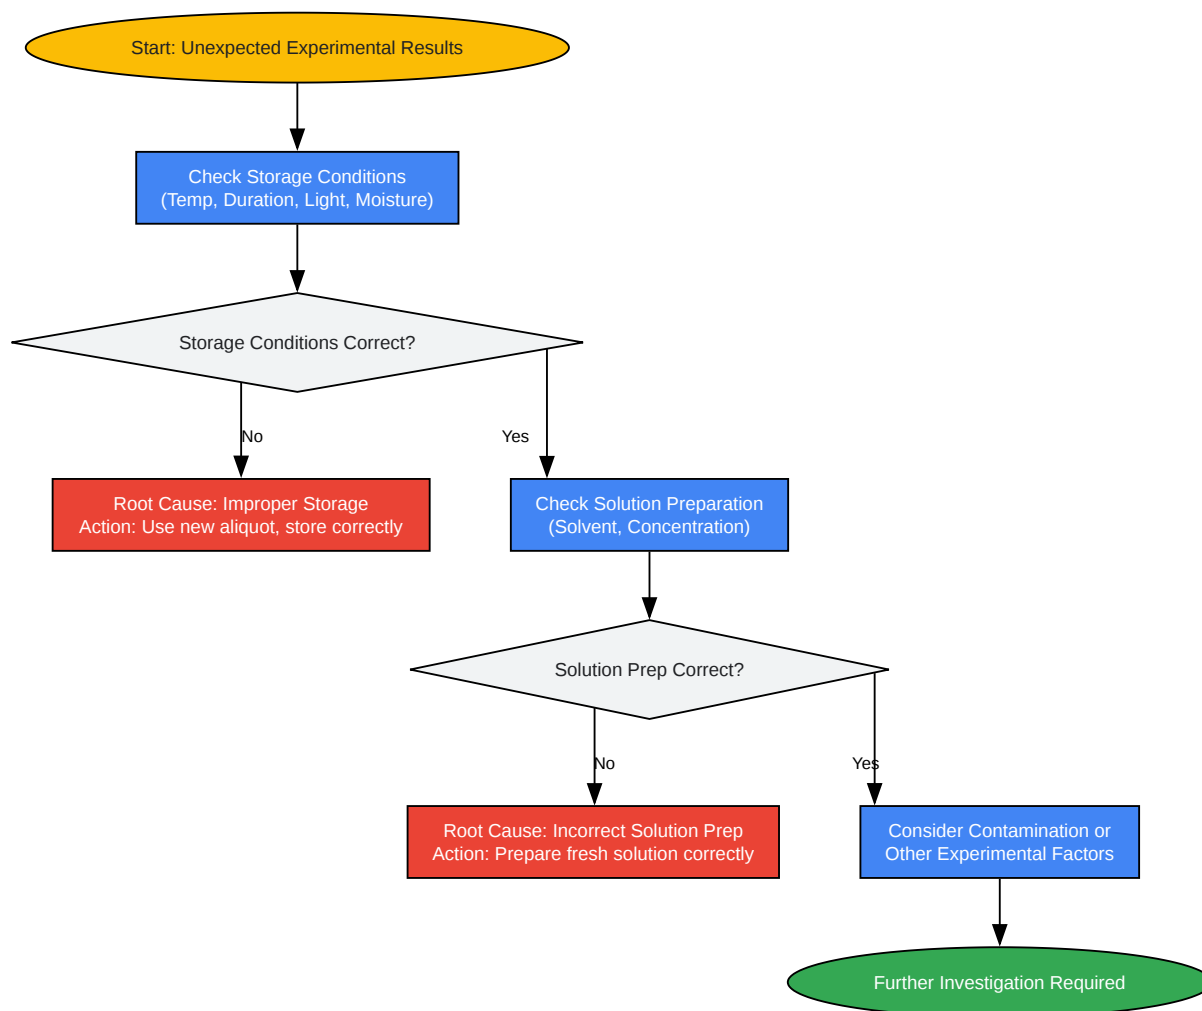 Start: Unexpected Experimental Results
Check Storage Conditions
(Temp, Duration, Light, Moisture)
Storage Conditions Correct?
No
Yes
Root Cause: Improper Storage
Action: Use new aliquot, store correctly
Check Solution Preparation
(Solvent, Concentration)
Solution Prep Correct?
No
Yes
Root Cause: Incorrect Solution Prep
Action: Prepare fresh solution correctly
Consider Contamination or
Other Experimental Factors
Further Investigation Required